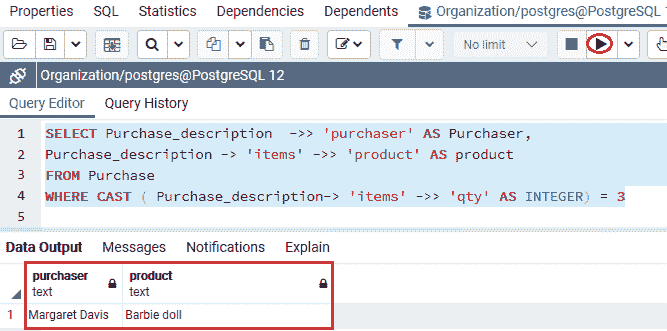 Properties SQL Statistics Dependencies Dependents Organization/postgres@PostgreSQL 1
No limit
Organization/postgres@PostgreSQL 12
Query Editor Query History
1 SELECT Purchase_description ->> 'purchaser' AS Purchaser,
2 Purchase_description -> 'items' ->> 'product' AS product
3 FROM Purchase
4 WHERE CAST ( Purchase_description-> 'items' ->> 'qty' AS INTEGER) = 3
5
Data Output Messages Notifications Explain
purchaser product
text text
1 Margaret Davis Barbie doll